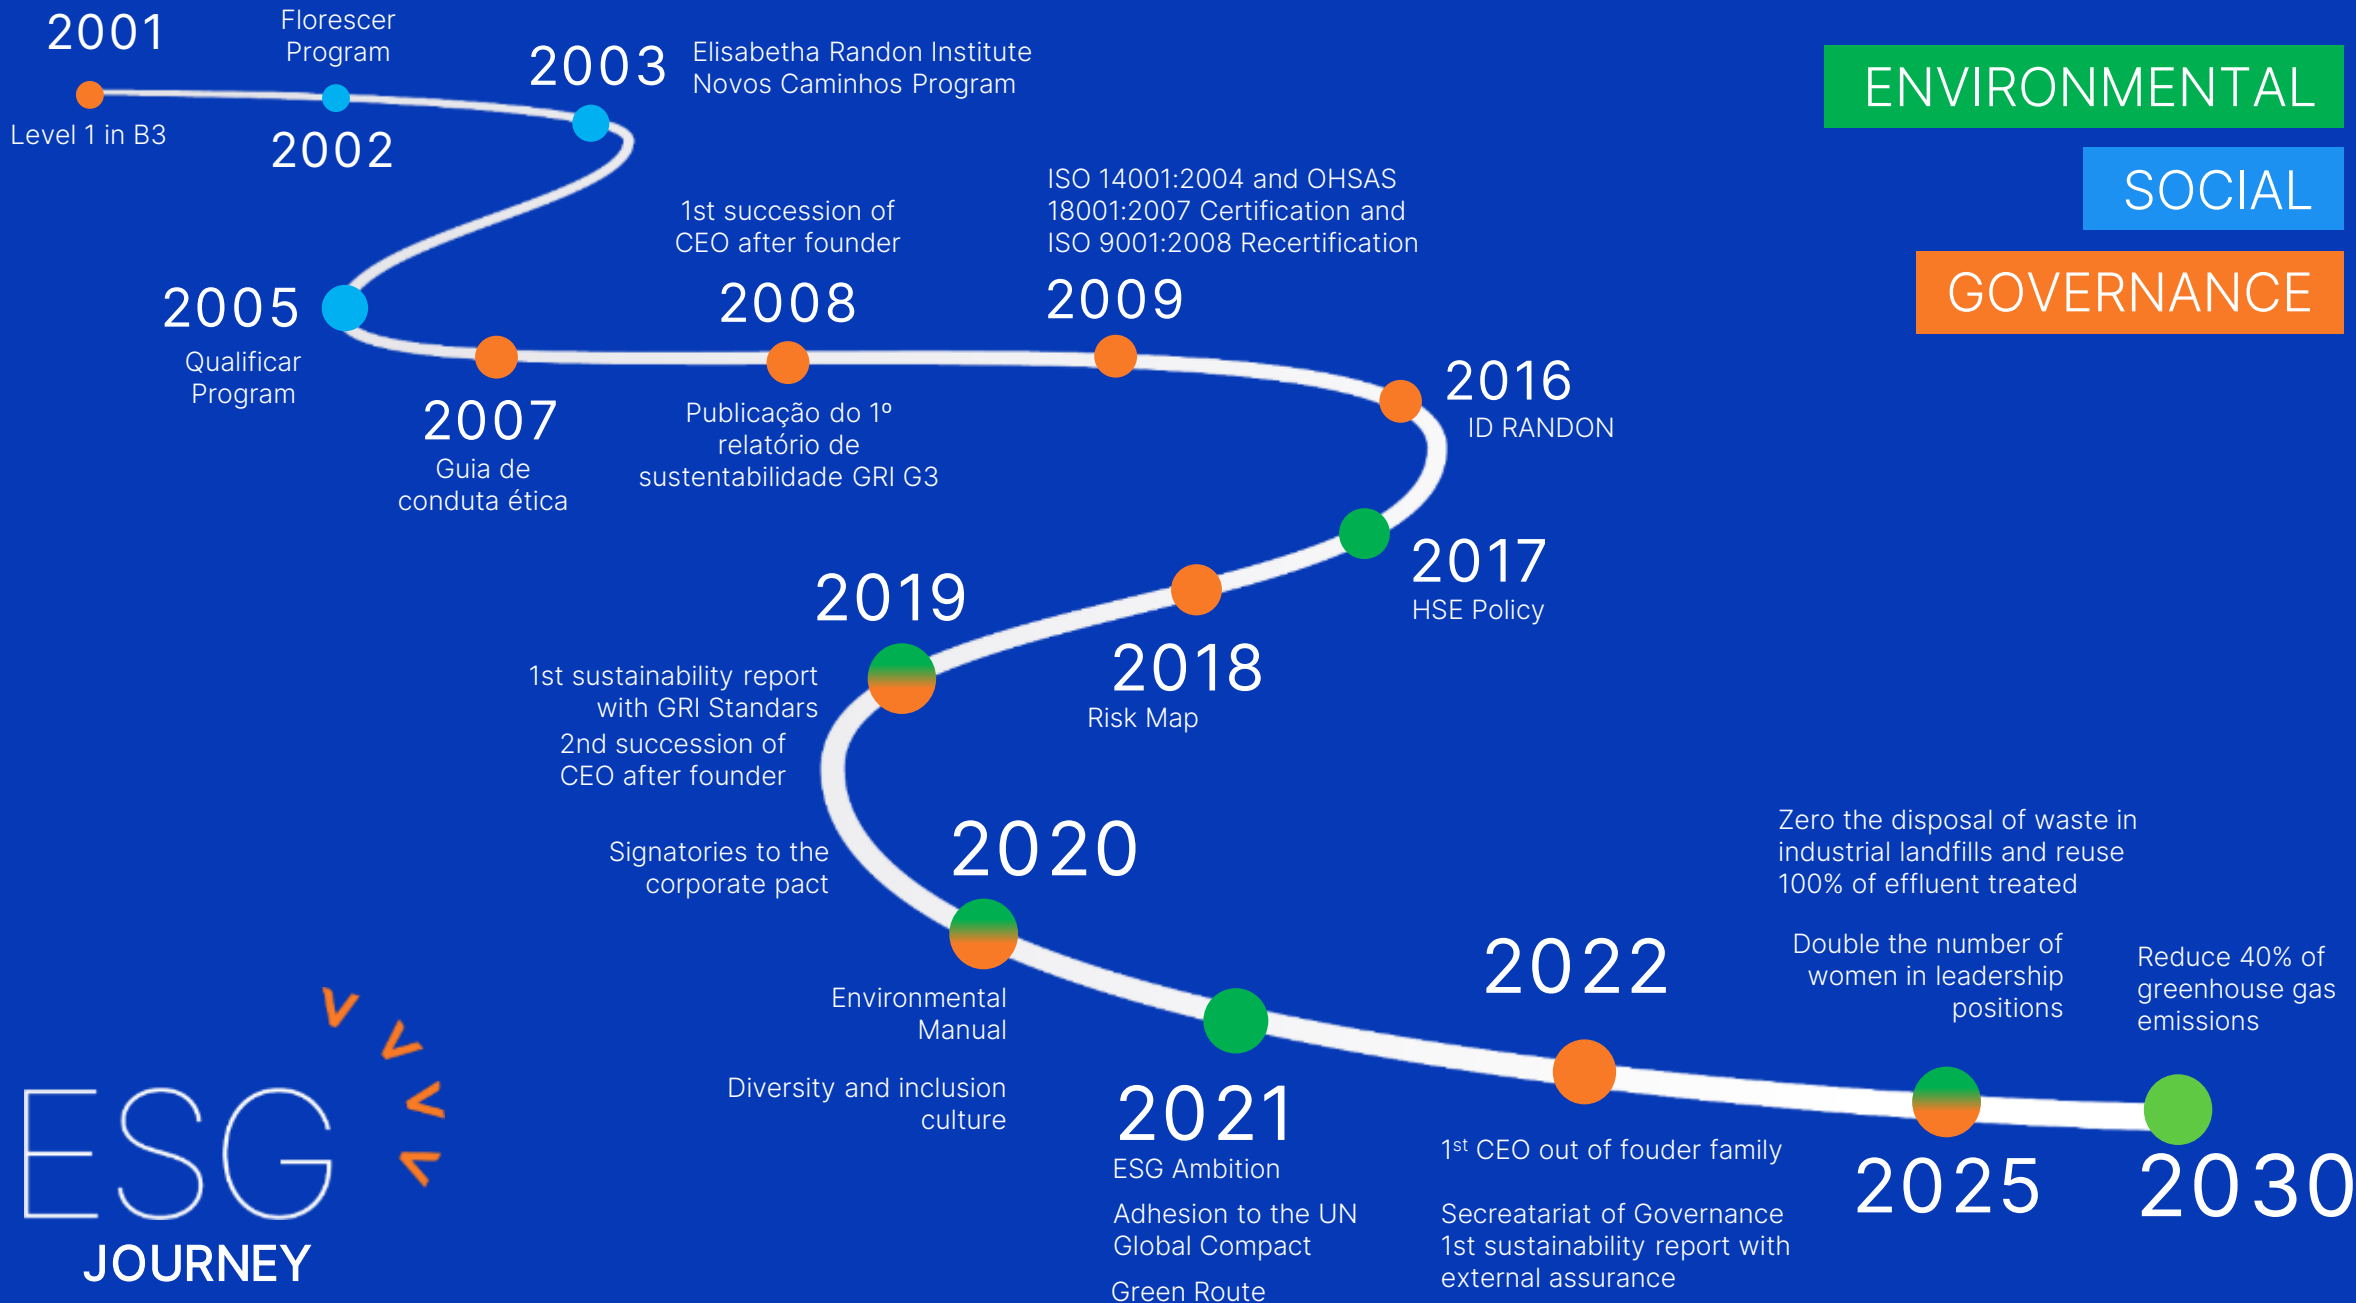 2001
Level 1 in B3
Florescer
Program
2002
2003
Elisabetha Randon Institute
Novos Caminhos Program
ENVIRONMENTAL
SOCIAL
GOVERNANCE
2005
Qualificar
Program
2007
Guia de
conduta ética
1st succession of
CEO after founder
2008
Publicação do 1º
relatório de
sustentabilidade GRI G3
ISO 14001:2004 and OHSAS
18001:2007 Certification and
ISO 9001:2008 Recertification
2009
2016
ID RANDON
2017
HSE Policy
2018
Risk Map
2019
1st sustainability report
with GRI Standars
2nd succession of
CEO after founder
Signatories to the
corporate pact
2020
Environmental
Manual
Diversity and inclusion
culture
2021
ESG Ambition
Adhesion to the UN
Global Compact
Green Route
2022
1st CEO out of fouder family
Secreatariat of Governance
1st sustainability report with
external assurance
Zero the disposal of waste in
industrial landfills and reuse
100% of effluent treated
Double the number of
women in leadership
positions
2025
Reduce 40% of
greenhouse gas
emissions
2030
ESG
JOURNEY